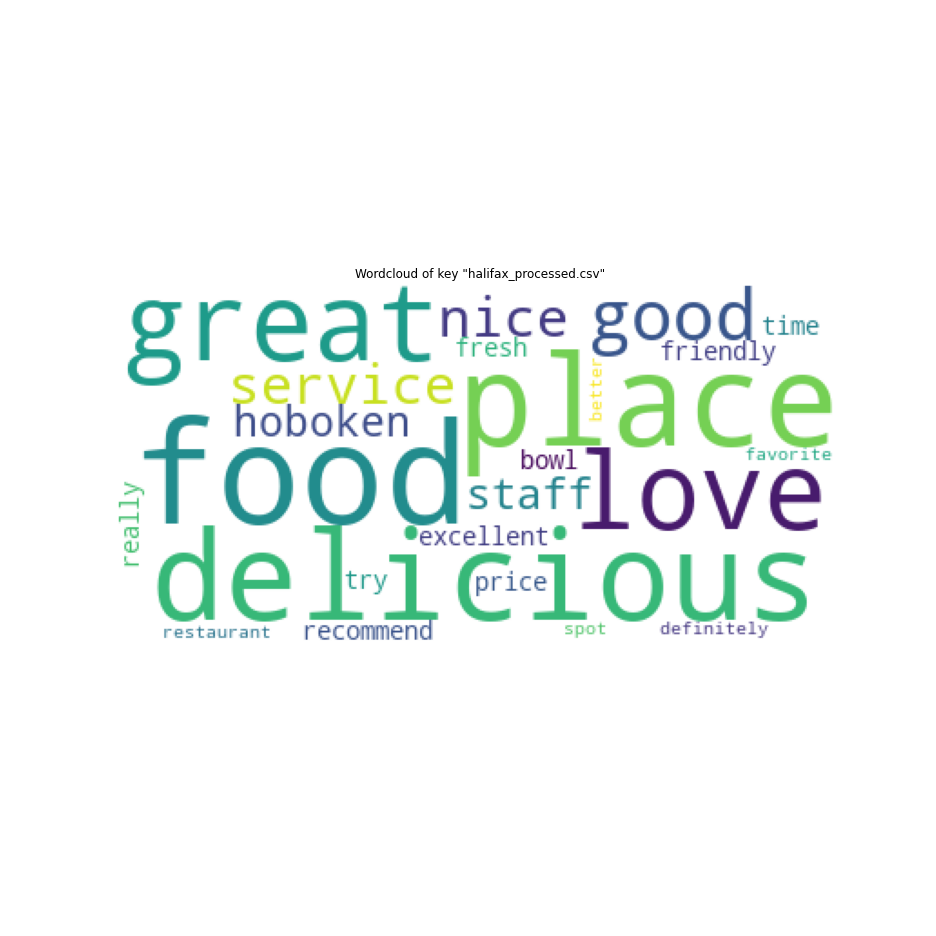 Wordcloud of key "halifax_processed.csv"
great
nice
good
time
fresh
friendly
service
place
better
hoboken
food
bowl
love
favorite
staff
really
excellent
delicious
try
price
restaurant
recommend
spot
definitely